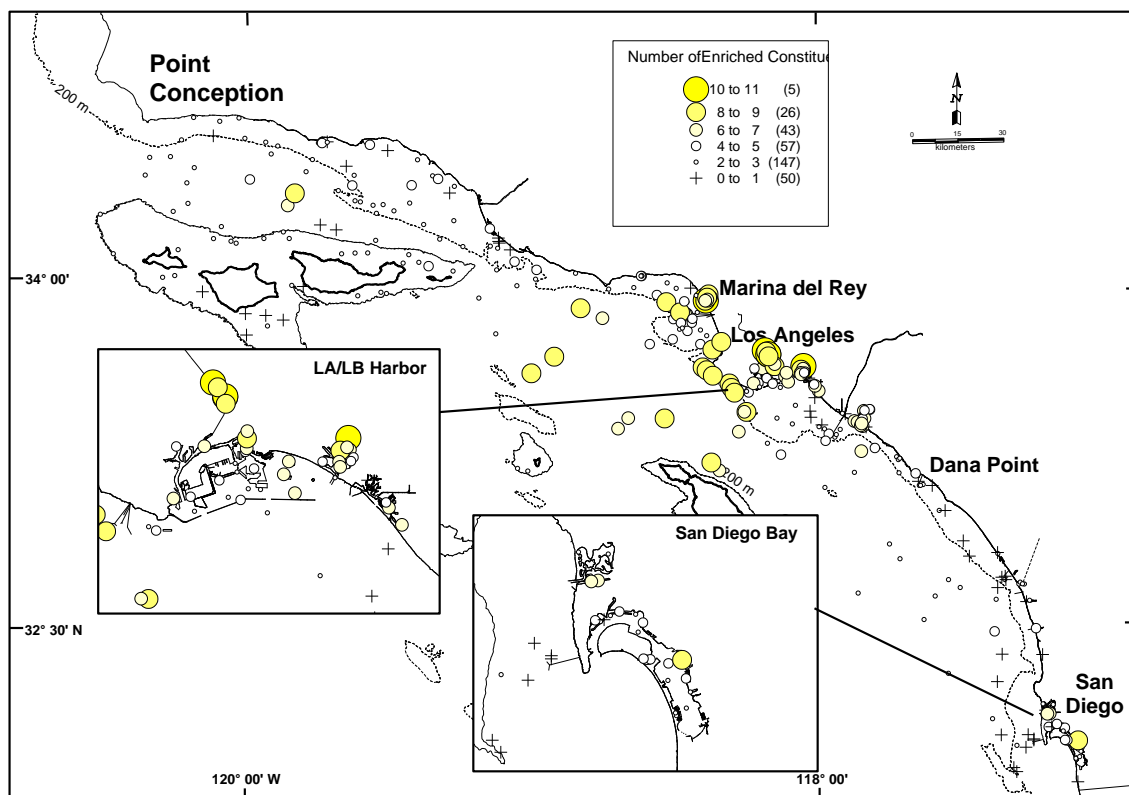 Point
Conception
200 m
Number ofEnriched Constitue
10 to 11 (5)
8 to 9 (26)
6 to 7 (43)
4 to 5 (57)
2 to 3 (147)
0 to 1 (50)
N
0 15 30
kilometers
34 ° 00'
Marina del Rey
Los Angeles
LA/LB Harbor
Dana Point
200 m
San Diego Bay
32 ° 30' N
San
Diego
120° 00' W
118° 00'